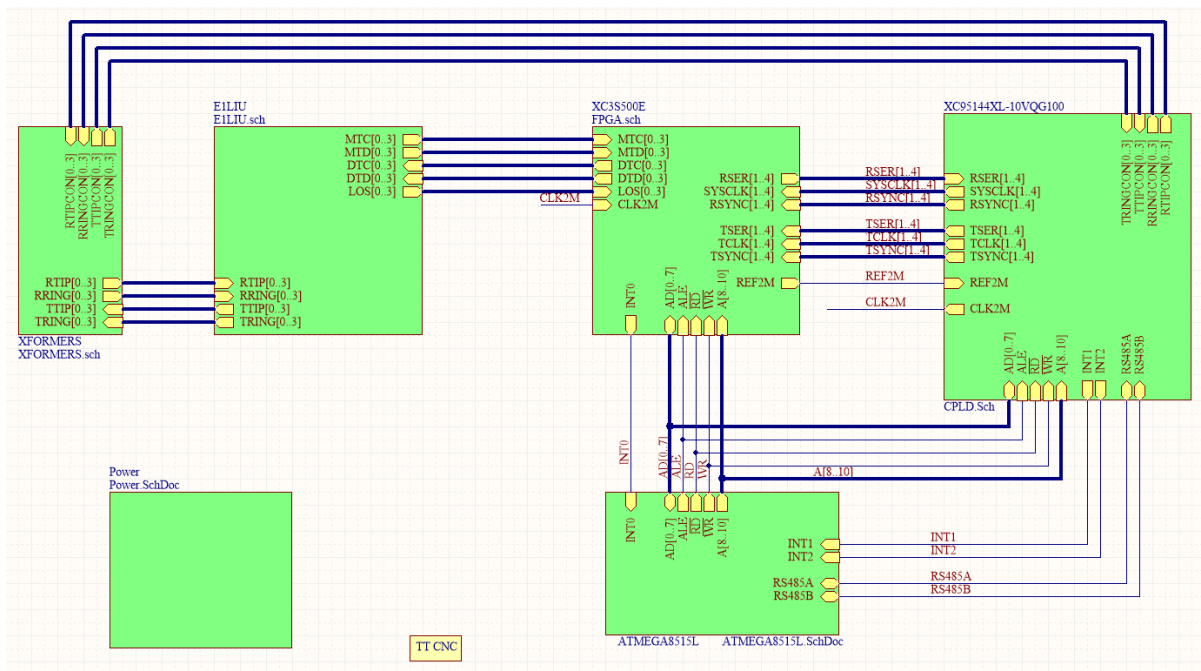 E1LIU
E1LIU.sch
XC3S500E
FPGA.sch
XC95144XL-10VQG100
RTIPCON[0..3]
RRINGCON[0..3]
TTIPCON[0..3]
TRINGCON[0..3]
RTIP[0..3]
RRING[0..3]
TTIP[0..3]
TRING[0..3]
XFORMERS
XFORMERS.sch
MTC[0..3]
MTD[0..3]
DTC[0..3]
DTD[0..3]
LOS[0..3]
RTIP[0..3]
RRING[0..3]
TTIP[0..3]
TRING[0..3]
CLK2M
MTC[0..3]
MTD[0..3]
DTC[0..3]
DTD[0..3]
LOS[0..3]
CLK2M
RSER[1..4]
SYSCLK[1..4]
RSYNC[1..4]
TSER[1..4]
TCLK[1..4]
TSYNC[1..4]
REF2M
INT0
AD[0..7]
ALE
RD
WR
A[8..10]
RSER[1..4]
SYSCLK[1..4]
RSYNC[1..4]
TSER[1..4]
TCLK[1..4]
TSYNC[1..4]
REF2M
CLK2M
TRINGCON[0..3]
TTIPCON[0..3]
RRINGCON[0..3]
RTIPCON[0..3]
RSER[1..4]
SYSCLK[1..4]
RSYNC[1..4]
TSER[1..4]
TCLK[1..4]
TSYNC[1..4]
REF2M
CLK2M
AD[0..7]
ALE
RD
WR
A[8..10]
INT1
INT2
RS485A
RS485B
CPLD.Sch
INT0
AD[0..7]
ALE
RD
WR
A[8..10]
Power
Power.SchDoc
INT0
AD[0..7]
ALE
RD
WR
A[8..10]
INT1
INT2
RS485A
RS485B
INT1
INT2
RS485A
RS485B
ATMEGA8515L
ATMEGA8515L.SchDoc
TT CNC